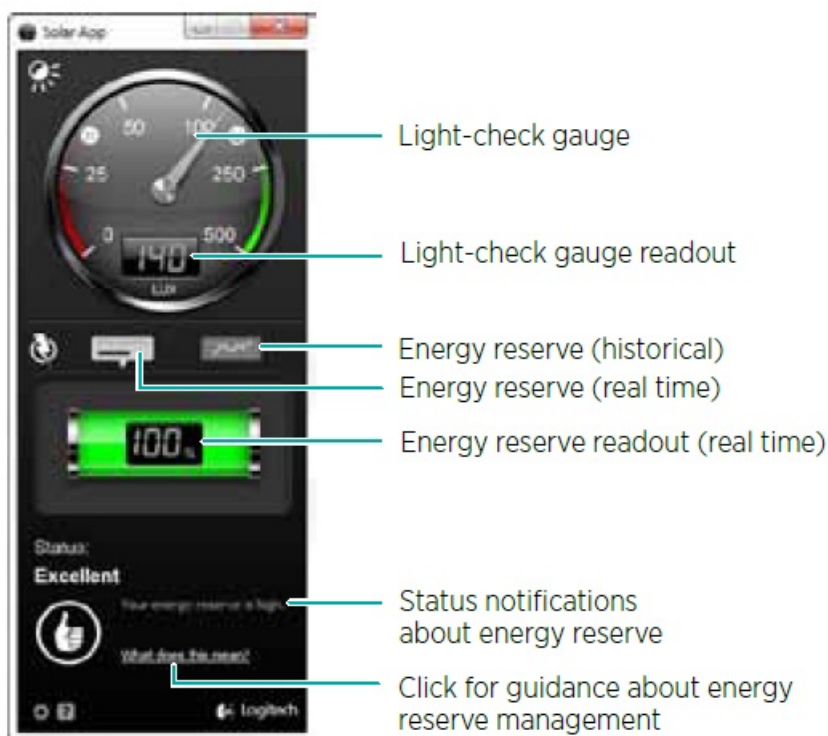 Solar App
50
100
25
250
0
500
140
LUX
Light-check gauge
Light-check gauge readout
Energy reserve (historical)
Energy reserve (real time)
100%
Energy reserve readout (real time)
Status:
Excellent
Your energy reserve is high.
What does this mean?
Status notifications
about energy reserve
Click for guidance about energy
reserve management
?
Logitech